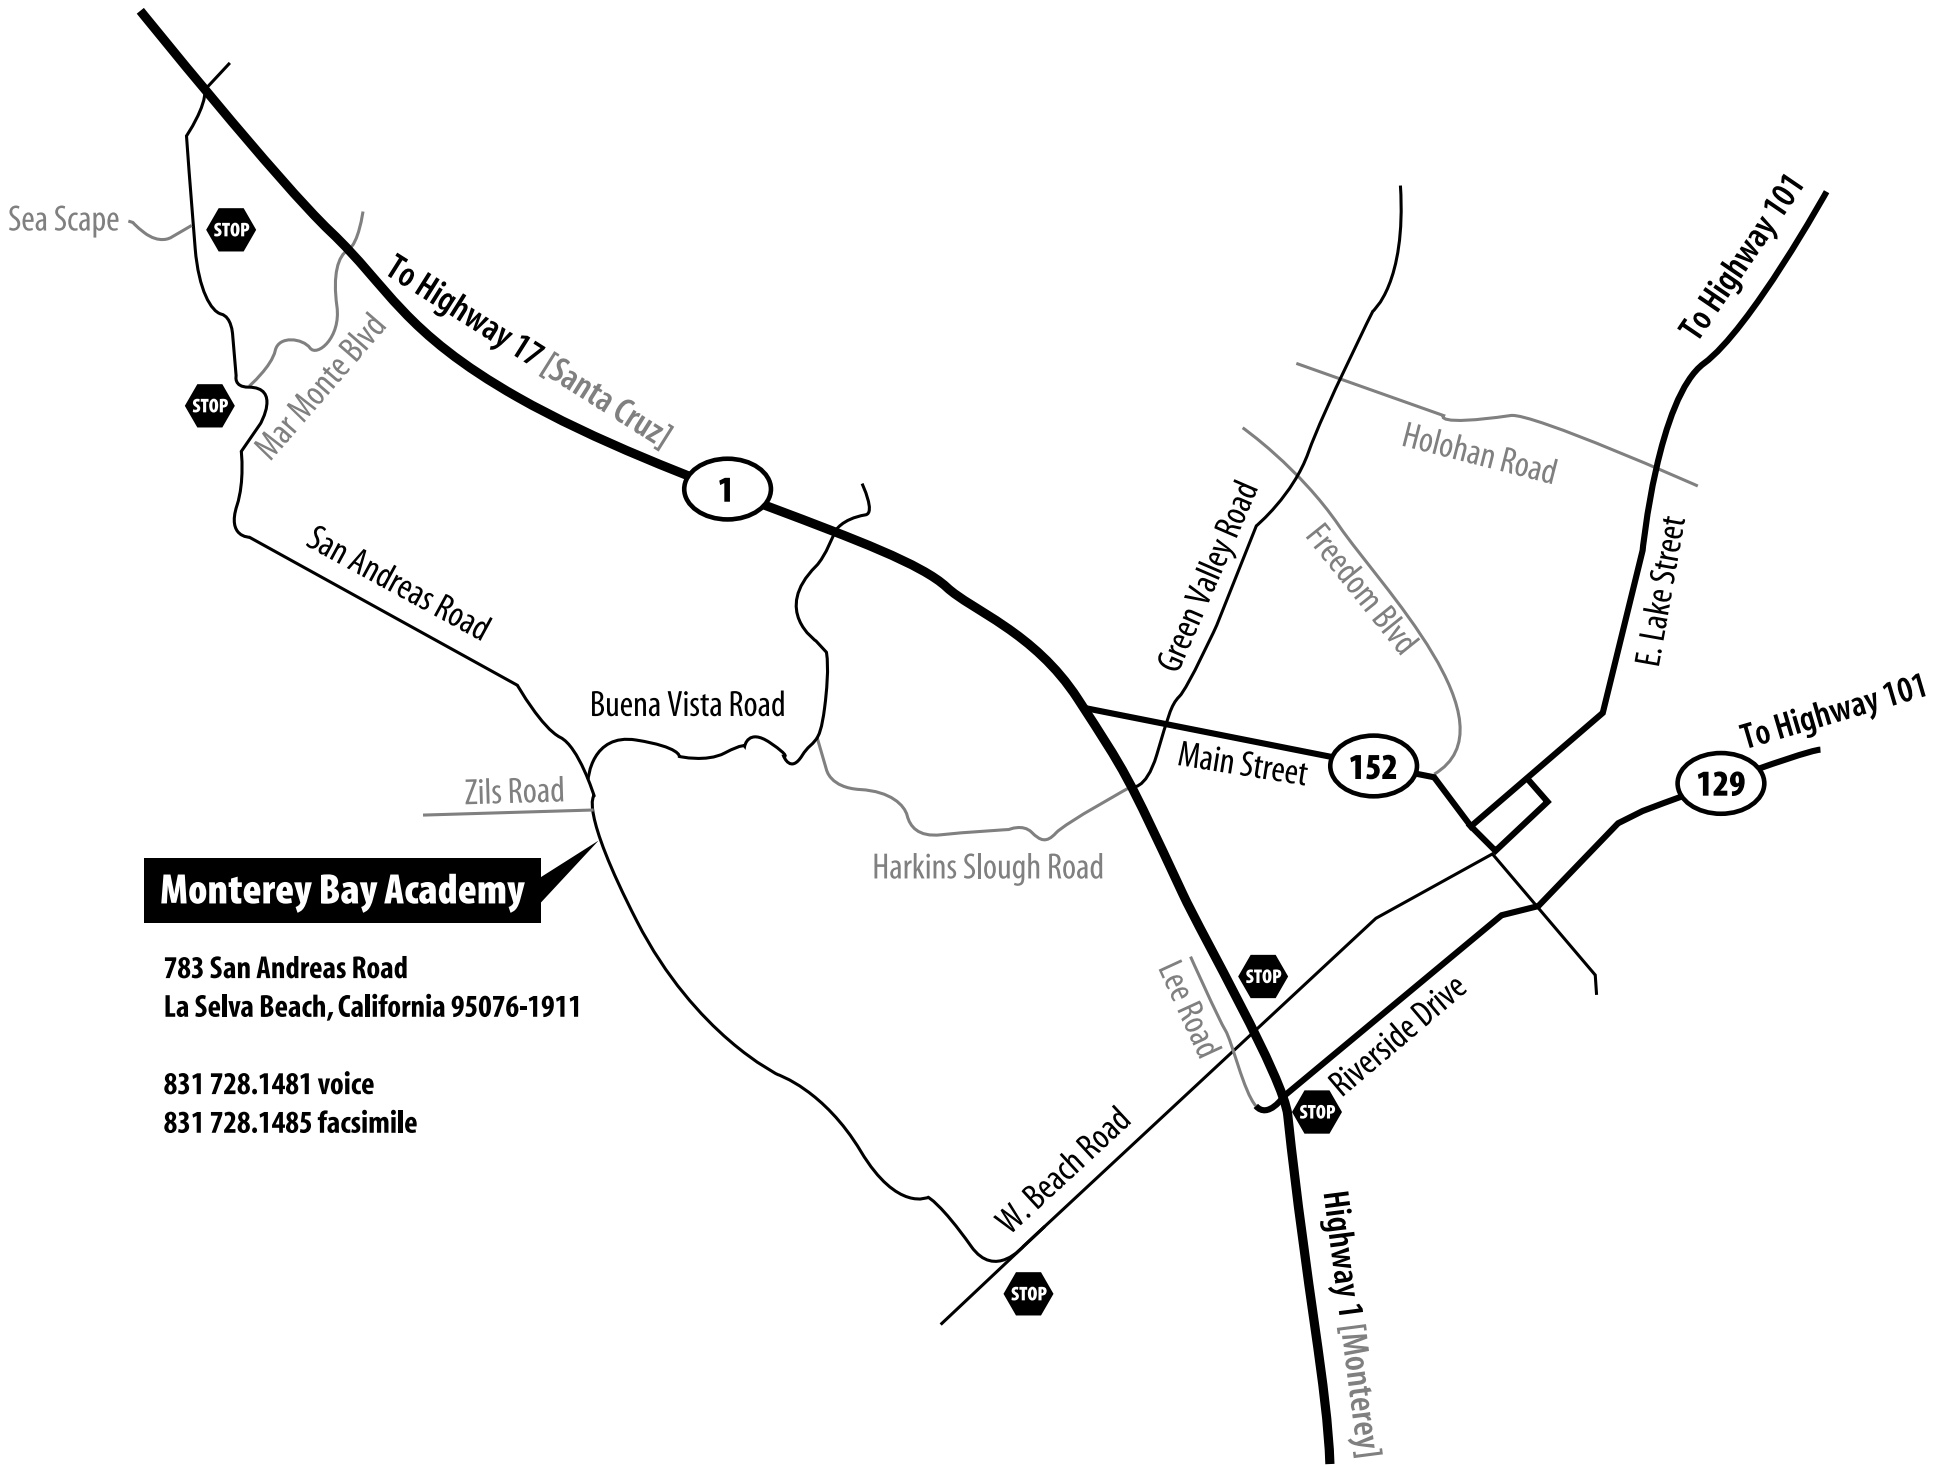 Sea Scape
STOP
To Highway 17 [Santa Cruz]
To Highway 101
STOP
Mar Monte Blvd
Holohan Road
1
San Andreas Road
Green Valley Road
Freedom Blvd
E. Lake Street
Buena Vista Road
To Highway 101
Main Street
152
129
Zils Road
Harkins Slough Road
Monterey Bay Academy
783 San Andreas Road
La Selva Beach, California 95076-1911
831 728.1481 voice
831 728.1485 facsimile
STOP
Lee Road
Riverside Drive
STOP
W. Beach Road
STOP
Highway 1 [Monterey]